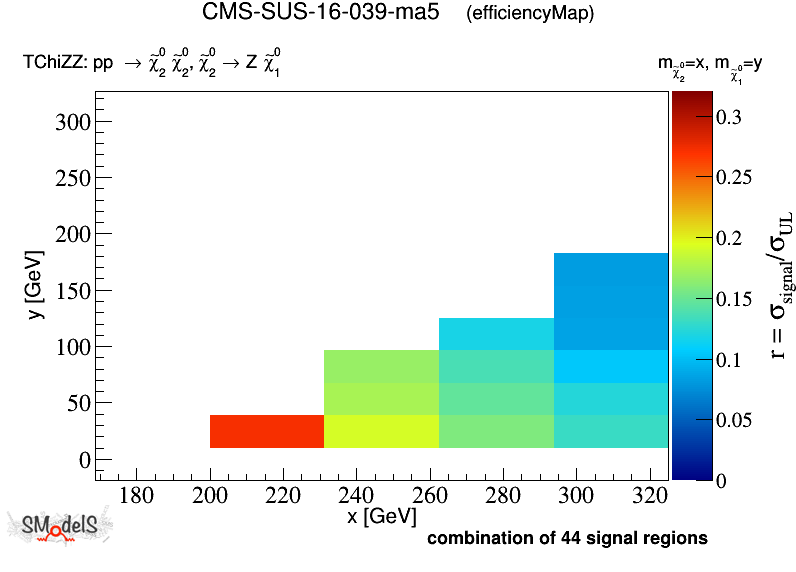 CMS-SUS-16-039-ma5 (efficiencyMap)
TChiZZ: pp → χ̃⁰₂ χ̃⁰₂, χ̃⁰₂ → Z χ̃⁰₁
m_χ̃⁰₂=x, m_χ̃⁰₁=y
300
250
200
150
100
50
0
y [GeV]
180 200 220 240 260 280 300 320
x [GeV]
0.3
0.25
0.2
0.15
0.1
0.05
0
r = σsignal/σUL
SModelS
combination of 44 signal regions